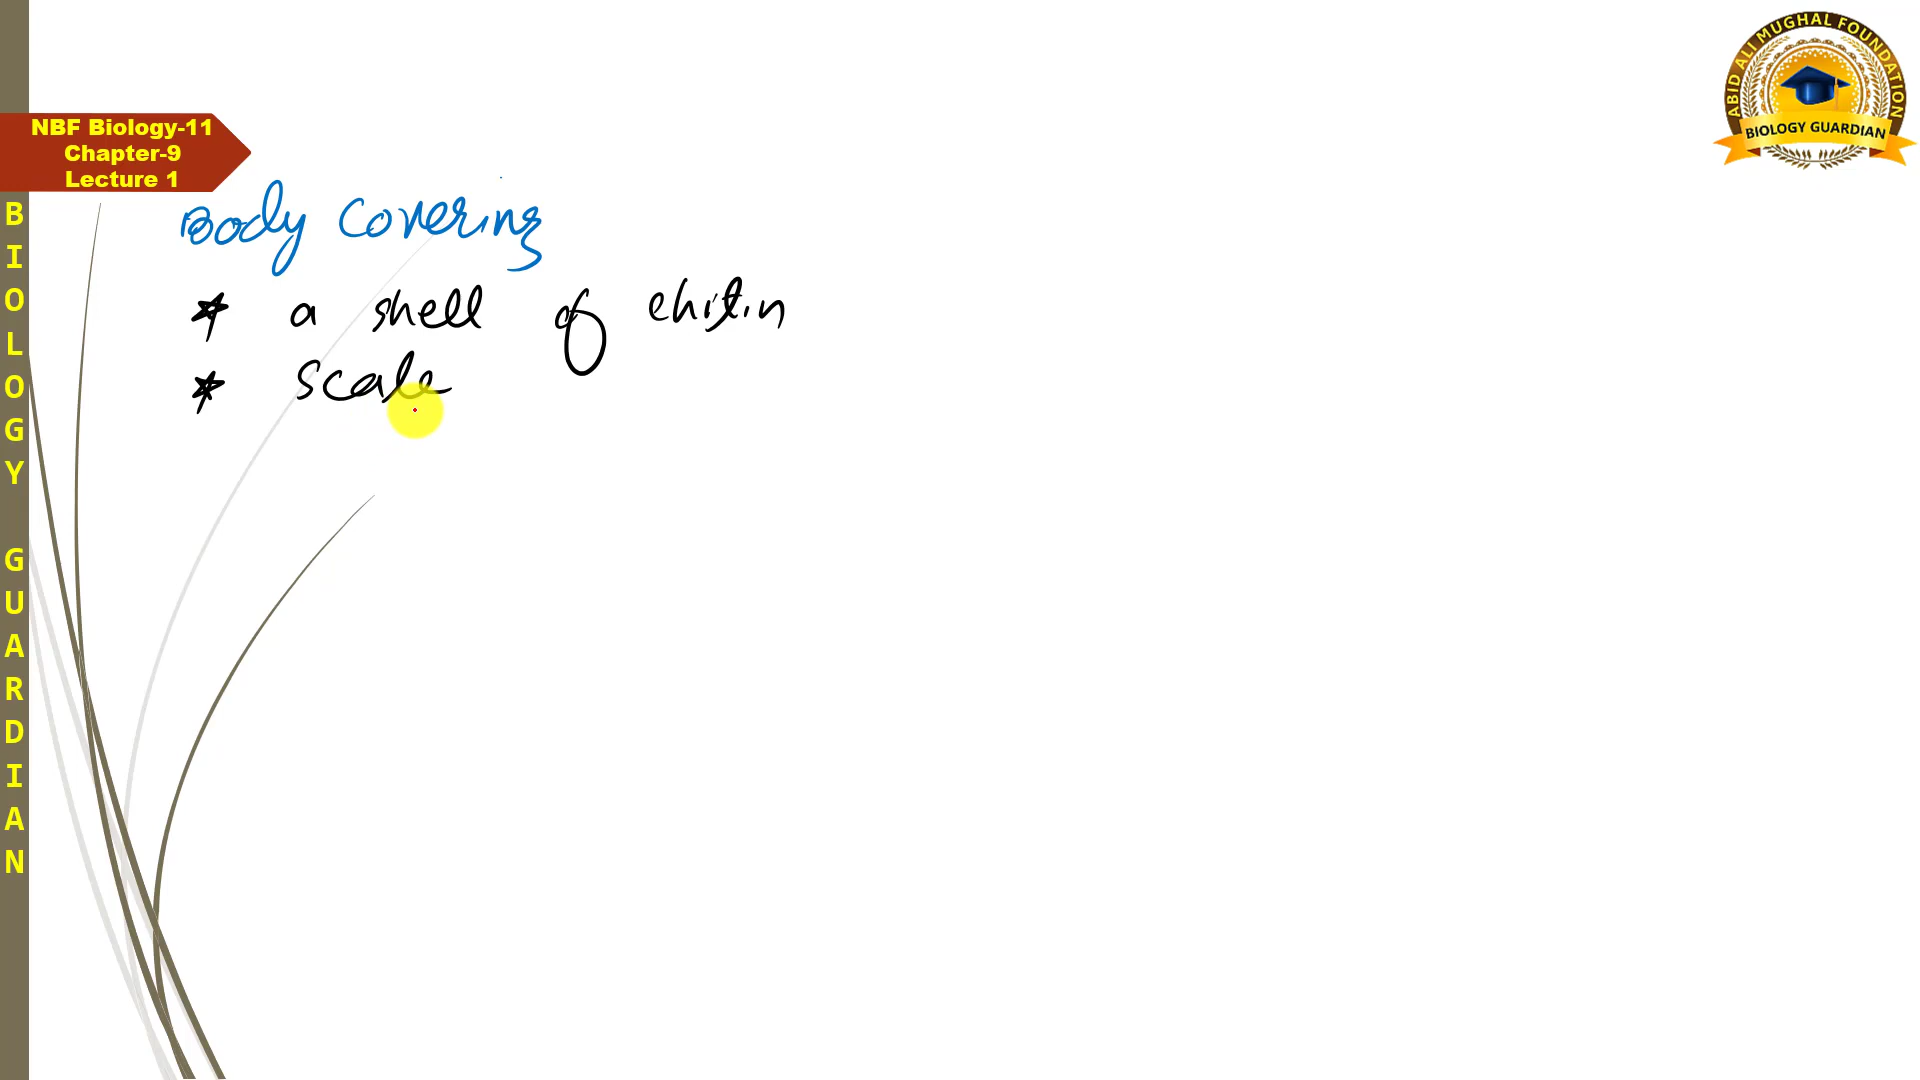 ABID ALI MUGHAL FOUNDATION
BIOLOGY GUARDIAN
NBF Biology-11
Chapter-9
Lecture 1
BIOLOGY GUARDIAN
Body covering
* a shell of chitin
* scale